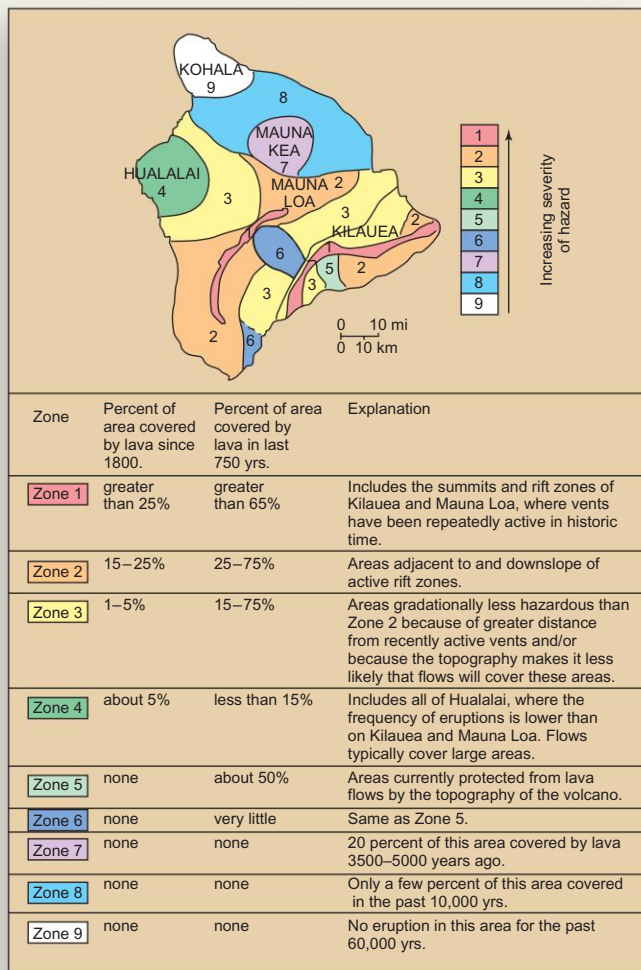 KOHALA
9
8
MAUNA
KEA
7
HUALALAI
4
3
MAUNA
LOA
2
3
KILAUEA
2
1
1
6
5
2
3
3
2
6
0 10 mi
0 10 km
1
2
3
4
5
6
7
8
9
Increasing severity
of hazard
Zone
Percent of
area covered
by lava since
1800.
Percent of area
covered by
lava in last
750 yrs.
Explanation
Zone 1
greater
than 25%
greater
than 65%
Includes the summits and rift zones of
Kilauea and Mauna Loa, where vents
have been repeatedly active in historic
time.
Zone 2
15–25%
25–75%
Areas adjacent to and downslope of
active rift zones.
Zone 3
1–5%
15–75%
Areas gradationally less hazardous than
Zone 2 because of greater distance
from recently active vents and/or
because the topography makes it less
likely that flows will cover these areas.
Zone 4
about 5%
less than 15%
Includes all of Hualalai, where the
frequency of eruptions is lower than
on Kilauea and Mauna Loa. Flows
typically cover large areas.
Zone 5
none
about 50%
Areas currently protected from lava
flows by the topography of the volcano.
Zone 6
none
very little
Same as Zone 5.
Zone 7
none
none
20 percent of this area covered by lava
3500–5000 years ago.
Zone 8
none
none
Only a few percent of this area covered
in the past 10,000 yrs.
Zone 9
none
none
No eruption in this area for the past
60,000 yrs.